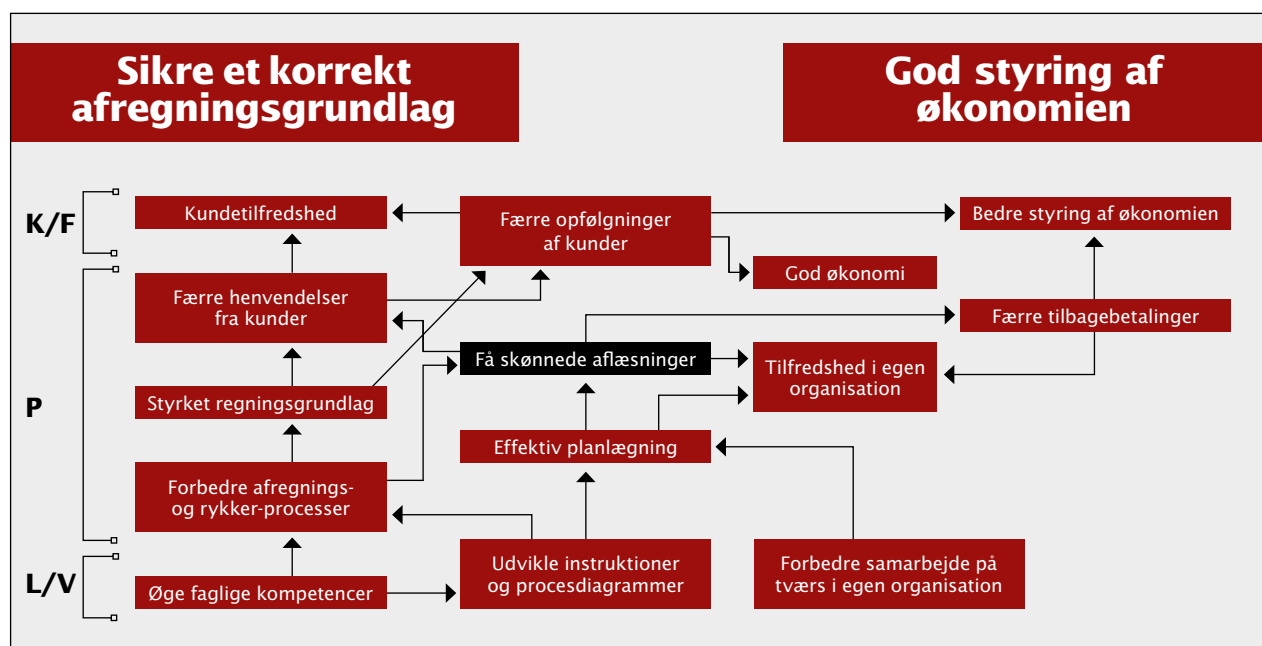 Sikre et korrekt
afregningsgrundlag
God styring af
økonomien
K/F
Kundetilfredshed
Færre opfølgninger
af kunder
Bedre styring af økonomien
God økonomi
P
Færre henvendelser
fra kunder
Færre tilbagebetalinger
Få skønnede aflæsninger
Tilfredshed i egen
organisation
Styrket regningsgrundlag
Effektiv planlægning
Forbedre afregnings-
og rykker-processer
L/V
Udvikle instruktioner
og procesdiagrammer
Forbedre samarbejde på
tværs i egen organisation
Øge faglige kompetencer